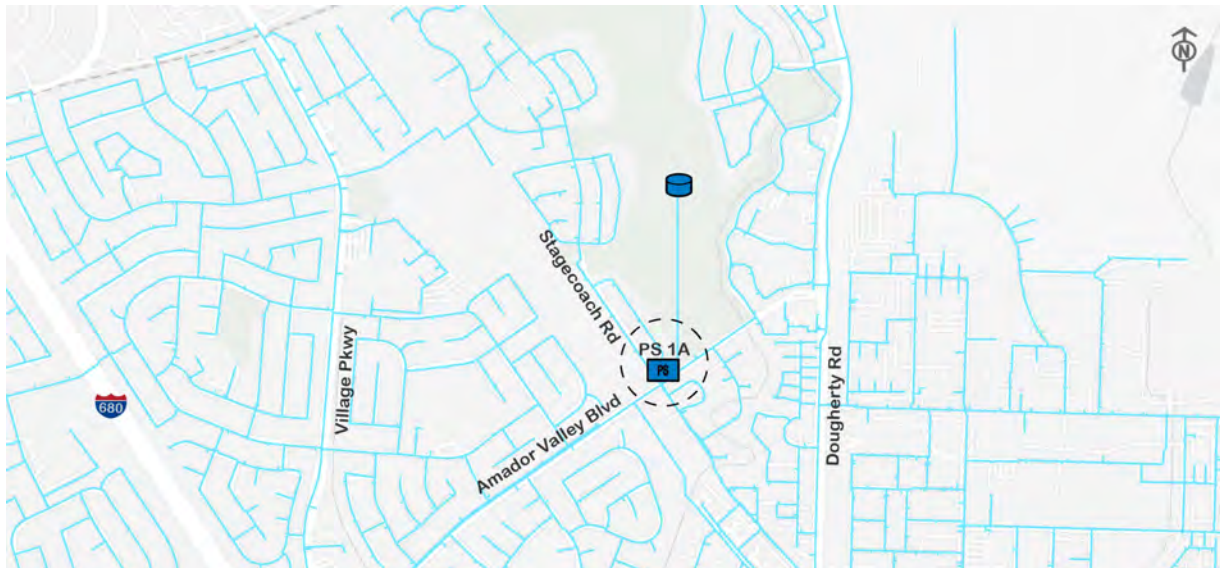 N
Stagecoach Rd
PS 1A
PS
Village Pkwy
Dougherty Rd
680
Amador Valley Blvd